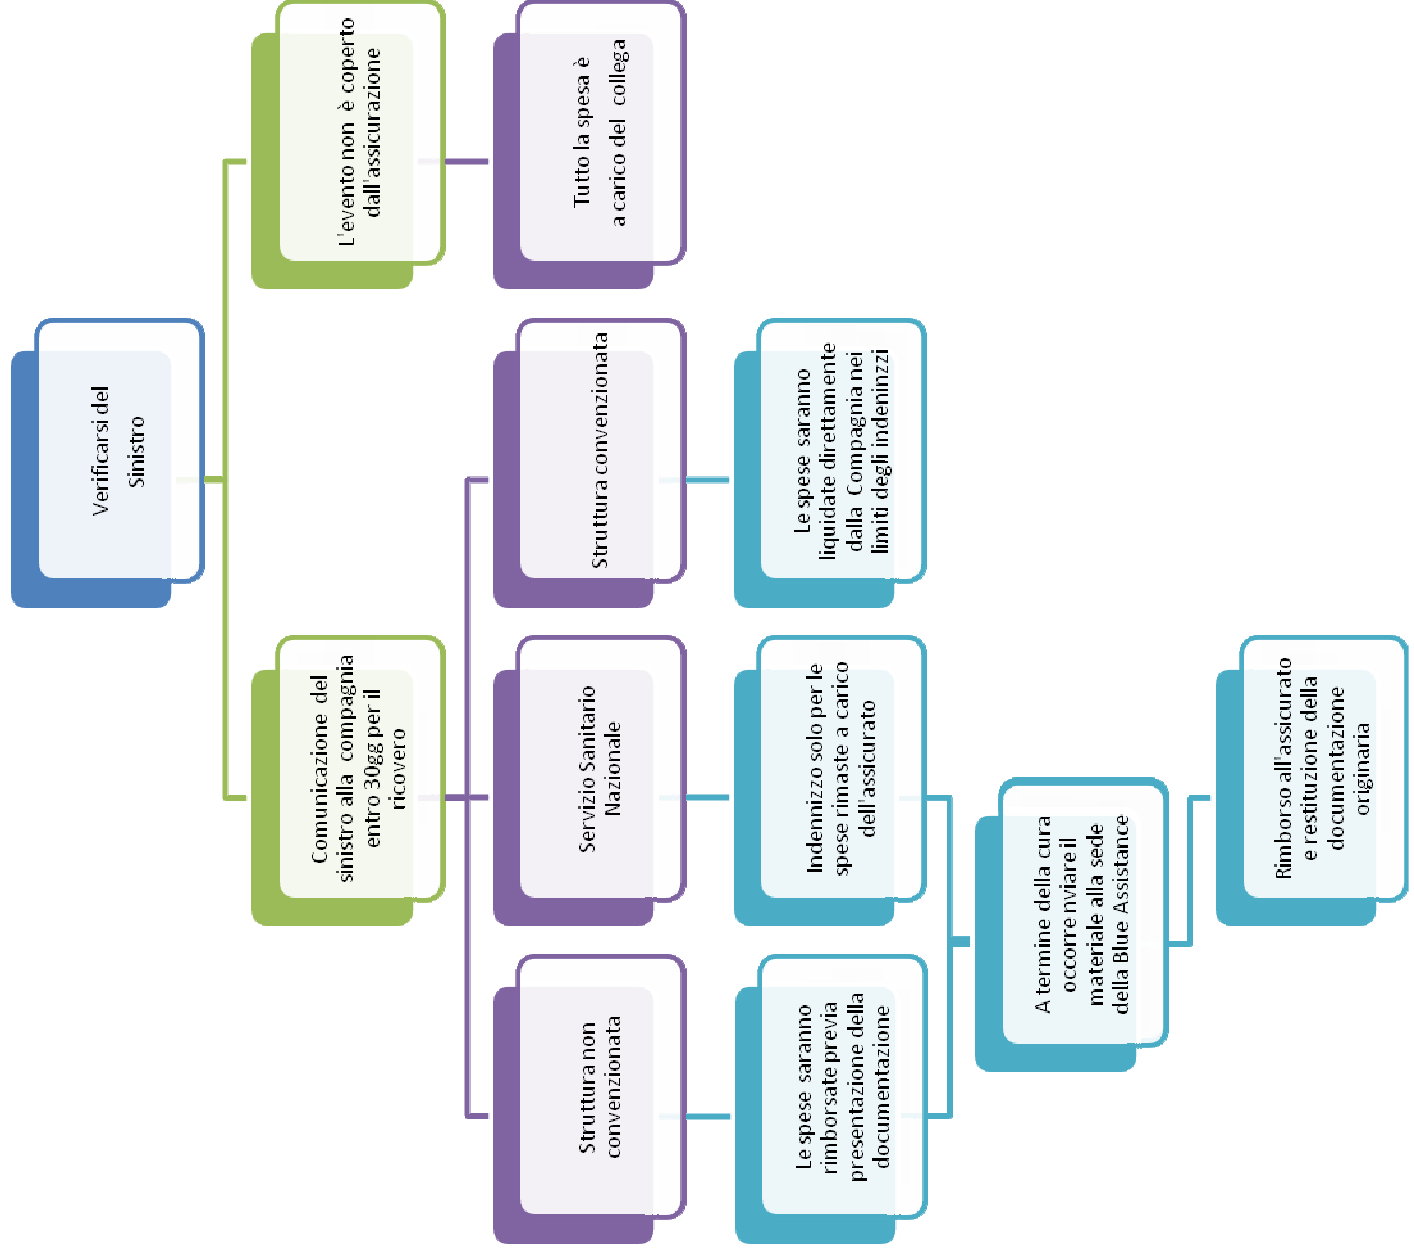 Verificarsi del
Sinistro
Comunicazione del
sinistro alla compagnia
entro 30gg per il
ricovero
L'evento non è coperto
dall'assicurazione
Struttura non
convenzionata
Servizio Sanitario
Nazionale
Struttura convenzionata
Tutto la spesa è
a carico del collega
Le spese saranno
rimborsate previa
presentazione della
documentazione
Indennizzo solo per le
spese rimaste a carico
dell'assicurato
Le spese saranno
liquidate direttamente
dalla Compagnia nei
limiti degli indeninzzi
A termine della cura
occorre nviare il
materiale alla sede
della Blue Assistance
Rimborso all'assicurato
e restituzione della
documentazione
originaria